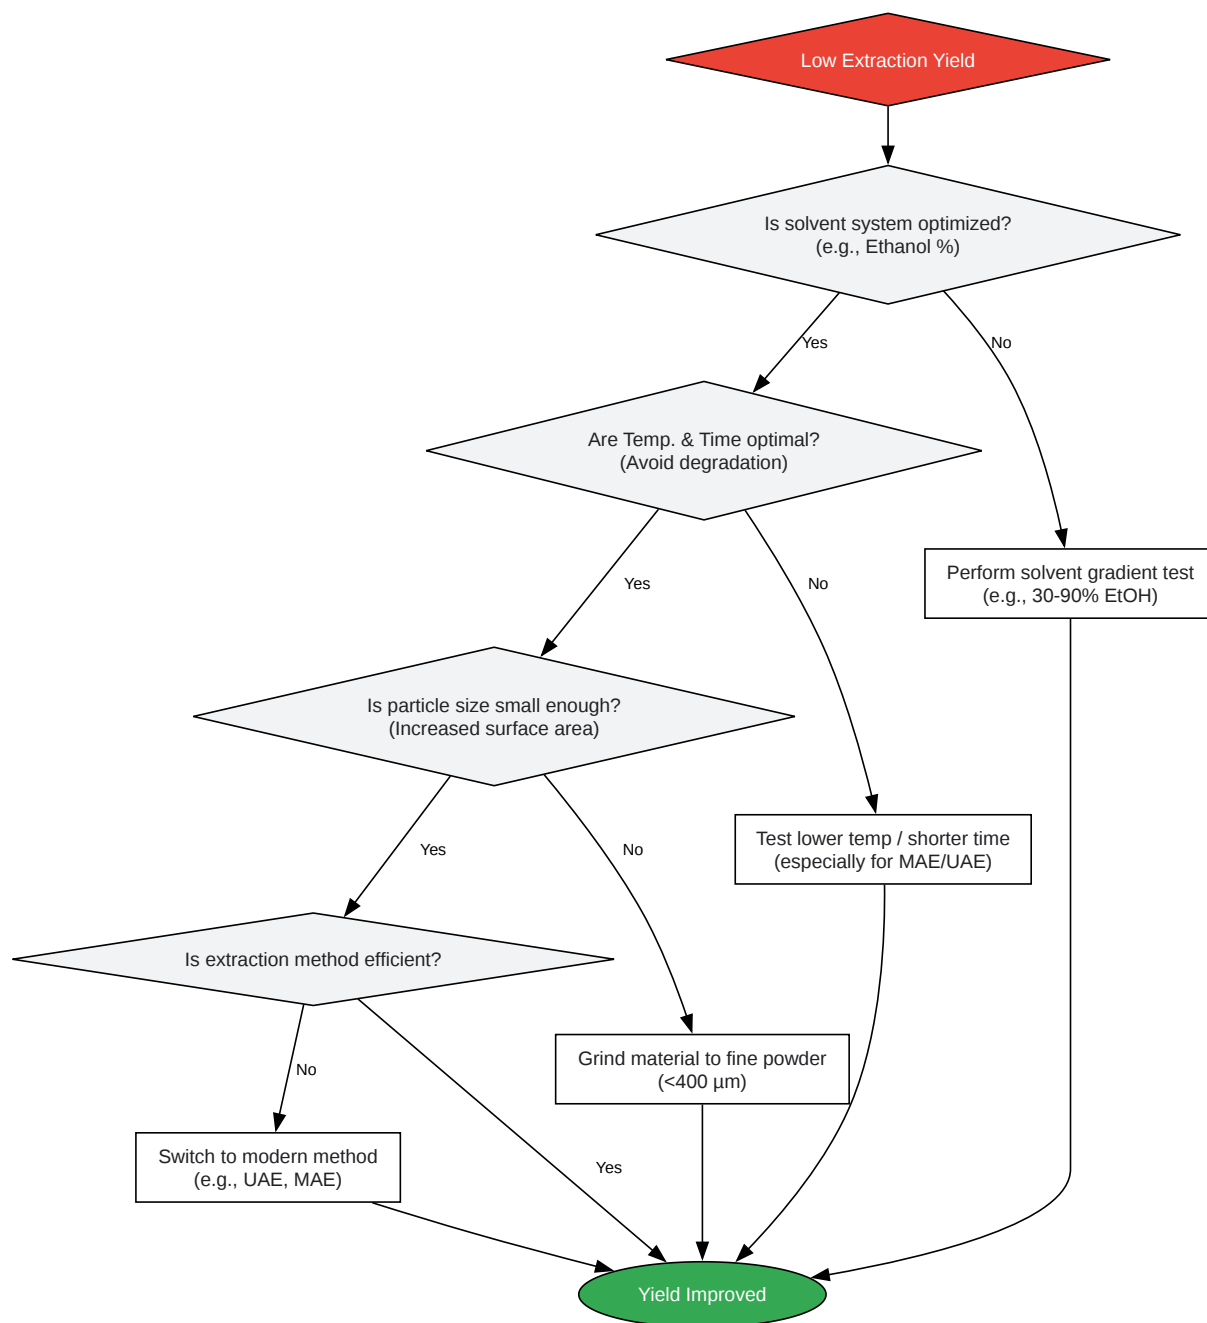 Low Extraction Yield
Is solvent system optimized?
(e.g., Ethanol %)
Yes
No
Are Temp. & Time optimal?
(Avoid degradation)
Yes
No
Perform solvent gradient test
(e.g., 30-90% EtOH)
Is particle size small enough?
(Increased surface area)
Yes
No
Test lower temp / shorter time
(especially for MAE/UAE)
Is extraction method efficient?
No
Yes
Grind material to fine powder
(<400 µm)
Switch to modern method
(e.g., UAE, MAE)
Yield Improved